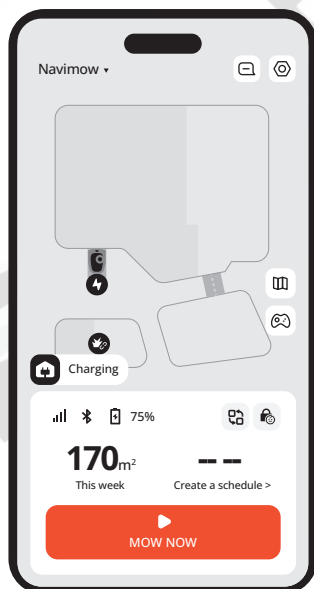 Navimow
Charging
75%
170m²
-- --
This week
Create a schedule >
MOW NOW